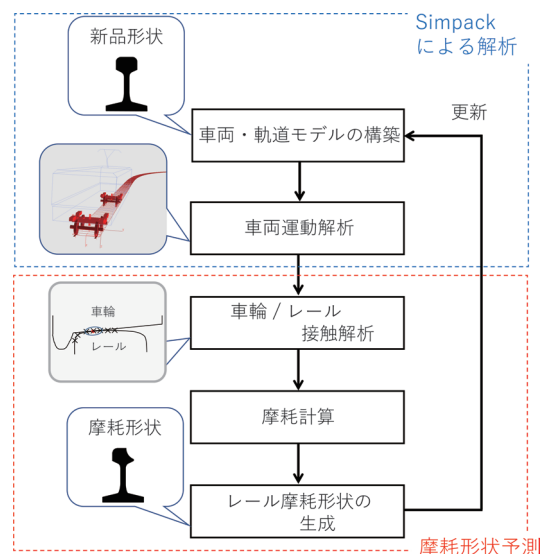 Simpack
による解析
新品形状
更新
車両・軌道モデルの構築
車両運動解析
車輪 / レール
接触解析
車輪
レール
摩耗計算
摩耗形状
レール摩耗形状の
生成
摩耗形状予測